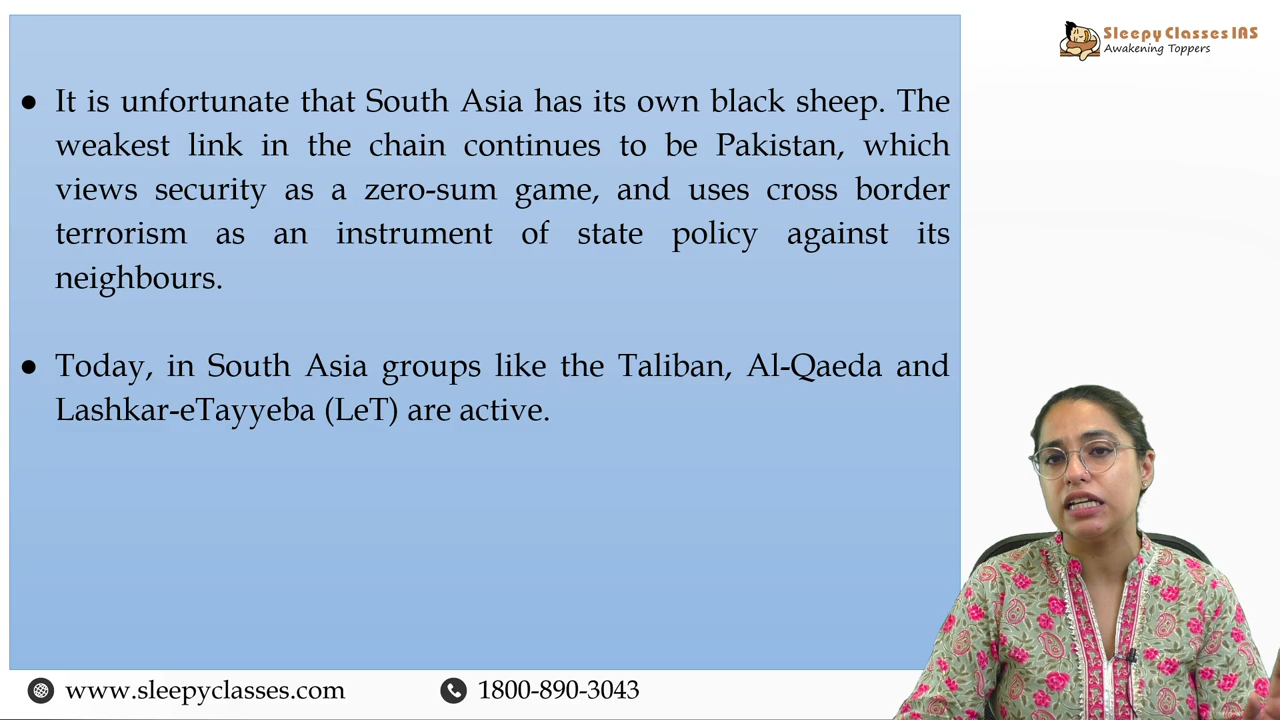 Sleepy Classes IAS
Awakening Toppers
● It is unfortunate that South Asia has its own black sheep. The
weakest link in the chain continues to be Pakistan, which
views security as a zero-sum game, and uses cross border
terrorism as an instrument of state policy against its
neighbours.
● Today, in South Asia groups like the Taliban, Al-Qaeda and
Lashkar-eTayyeba (LeT) are active.
www.sleepyclasses.com
1800-890-3043